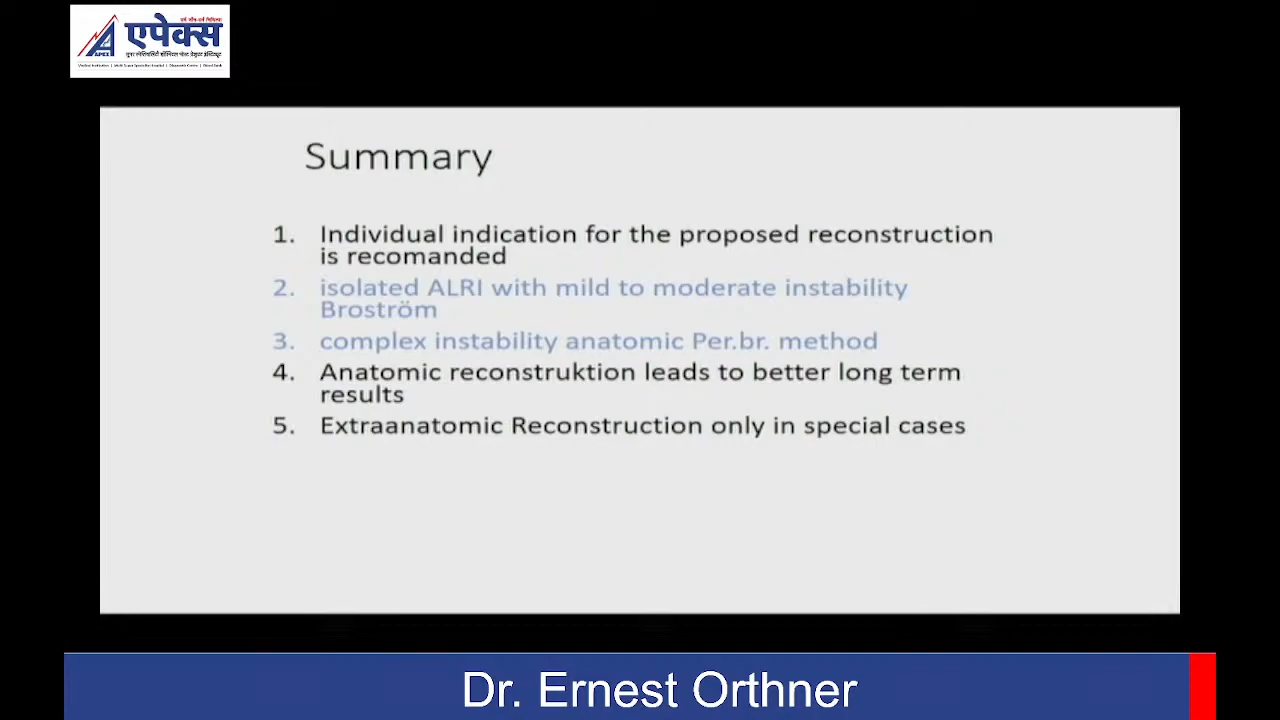 एपेक्स
APEX
Summary
1. Individual indication for the proposed reconstruction
is recomanded
2. isolated ALRI with mild to moderate instability
Broström
3. complex instability anatomic Per.br. method
4. Anatomic reconstruktion leads to better long term
results
5. Extraanatomic Reconstruction only in special cases
Dr. Ernest Orthner